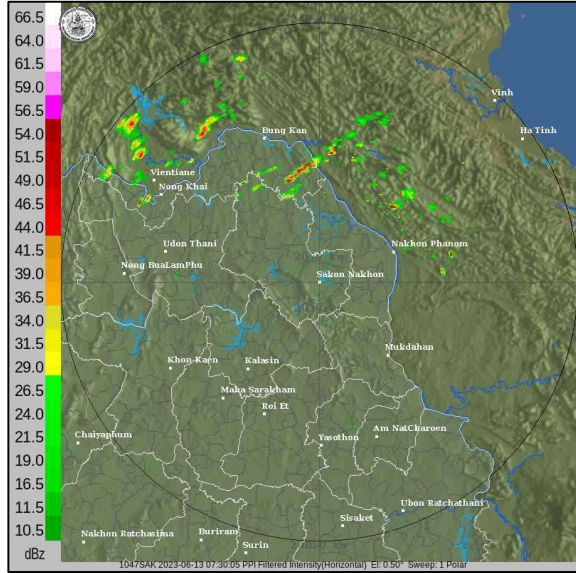 66.5
64.0
61.5
59.0
56.5
54.0
51.5
49.0
46.5
44.0
41.5
39.0
36.5
34.0
31.5
29.0
26.5
24.0
21.5
19.0
16.5
11.5
10.5
dBz
Vinh
Ha Tinh
Bung Kan
Vientiane
Nong Khai
Udon Thani
Nakhon Phanom
Nong BuaLamPhu
Sakon Nakhon
Mukdahan
Khon Kaen
Kalasin
Maha Sarakham
Roi Et
Chaiyaphum
Yasothon
Am NatCharoen
Ubon Ratchathani
Sisaket
Nakhon Ratchasima
Buriram
Surin
1047SAK 2023-06-13 07:30:05 PPI Filtered Intensity(Horizontal) El: 0.50° Sweep: 1 Polar